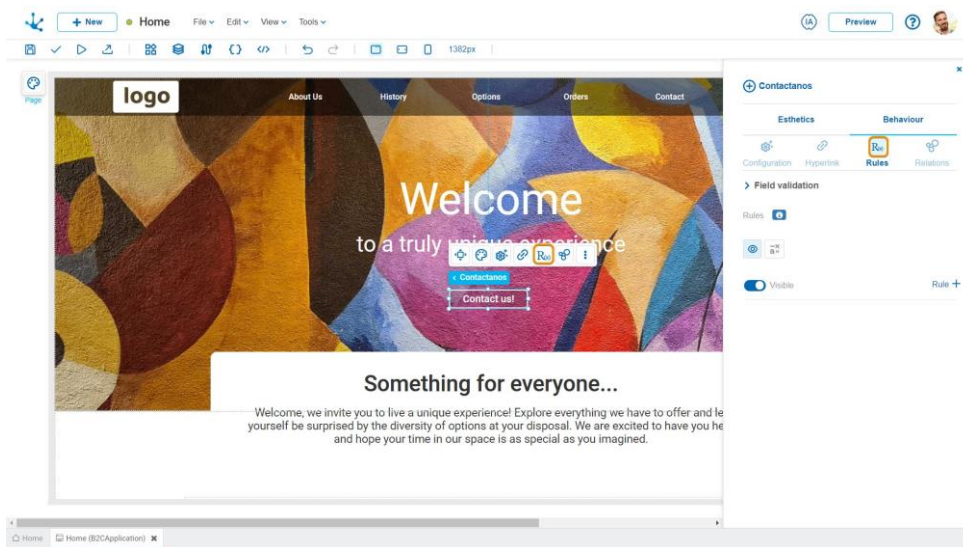 + New
Home
File
Edit
View
Tools
IA
Preview
?
</>
1382px
Page
logo
About Us
History
Options
Orders
Contact
Welcome
to a truly unique experience
R
< Contactanos
Contact us!
Something for everyone...
Welcome, we invite you to live a unique experience! Explore everything we have to offer and le
yourself be surprised by the diversity of options at your disposal. We are excited to have you he
and hope your time in our space is as special as you imagined.
Contactanos
Esthetics
Behaviour
Configuration
Hyperlink
Rules
Relations
> Field validation
Rules
Visible
Rule +
Home
Home (B2CApplication)